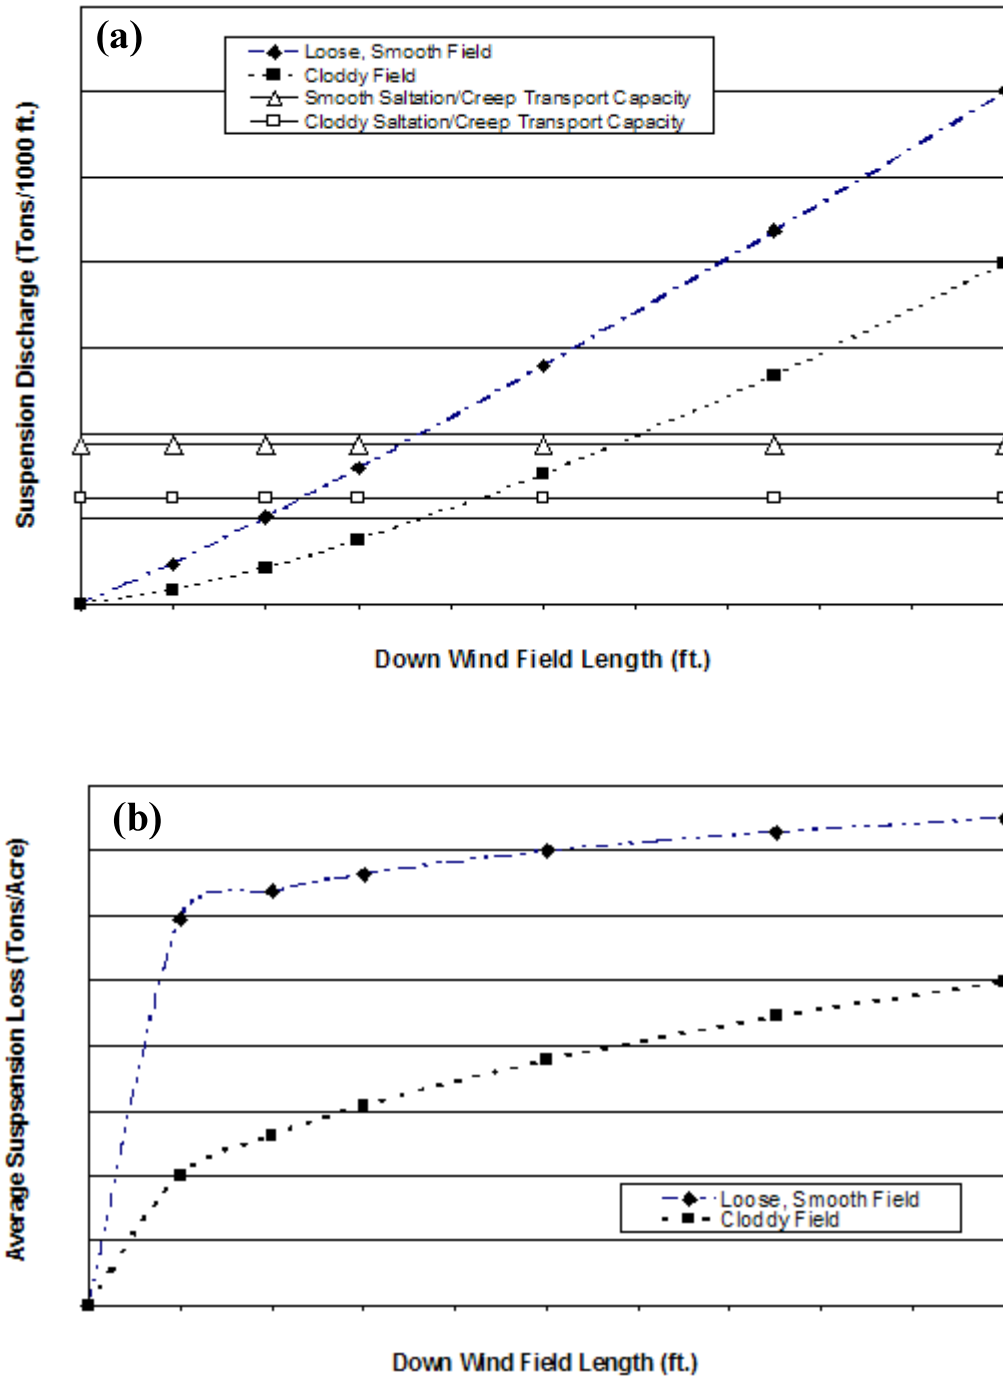 (a)
Loose, Smooth Field
Cloddy Field
Smooth Saltation/Creep Transport Capacity
Cloddy Saltation/Creep Transport Capacity
Suspension Discharge (Tons/1000 ft.)
Down Wind Field Length (ft.)
(b)
Average Suspsension Loss (Tons/Acre)
Loose, Smooth Field
Cloddy Field
Down Wind Field Length (ft.)